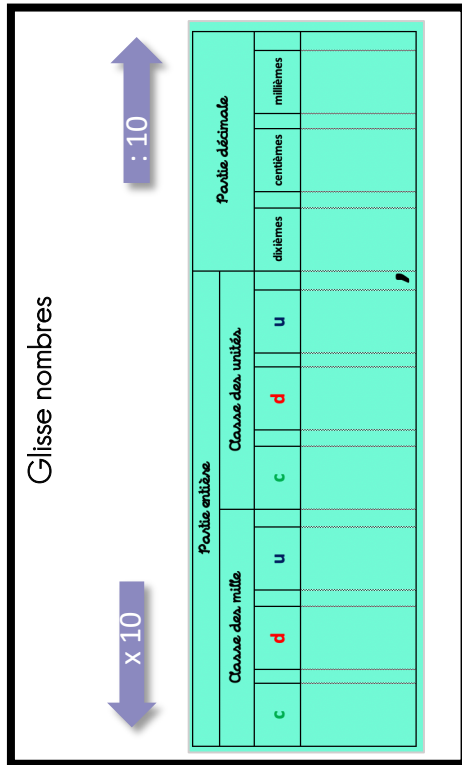 Glisse nombres
x 10 : 10
Partie entière Partie décimale
Classe des mille Classe des unités
c d u c d u dixièmes centièmes millièmes
,